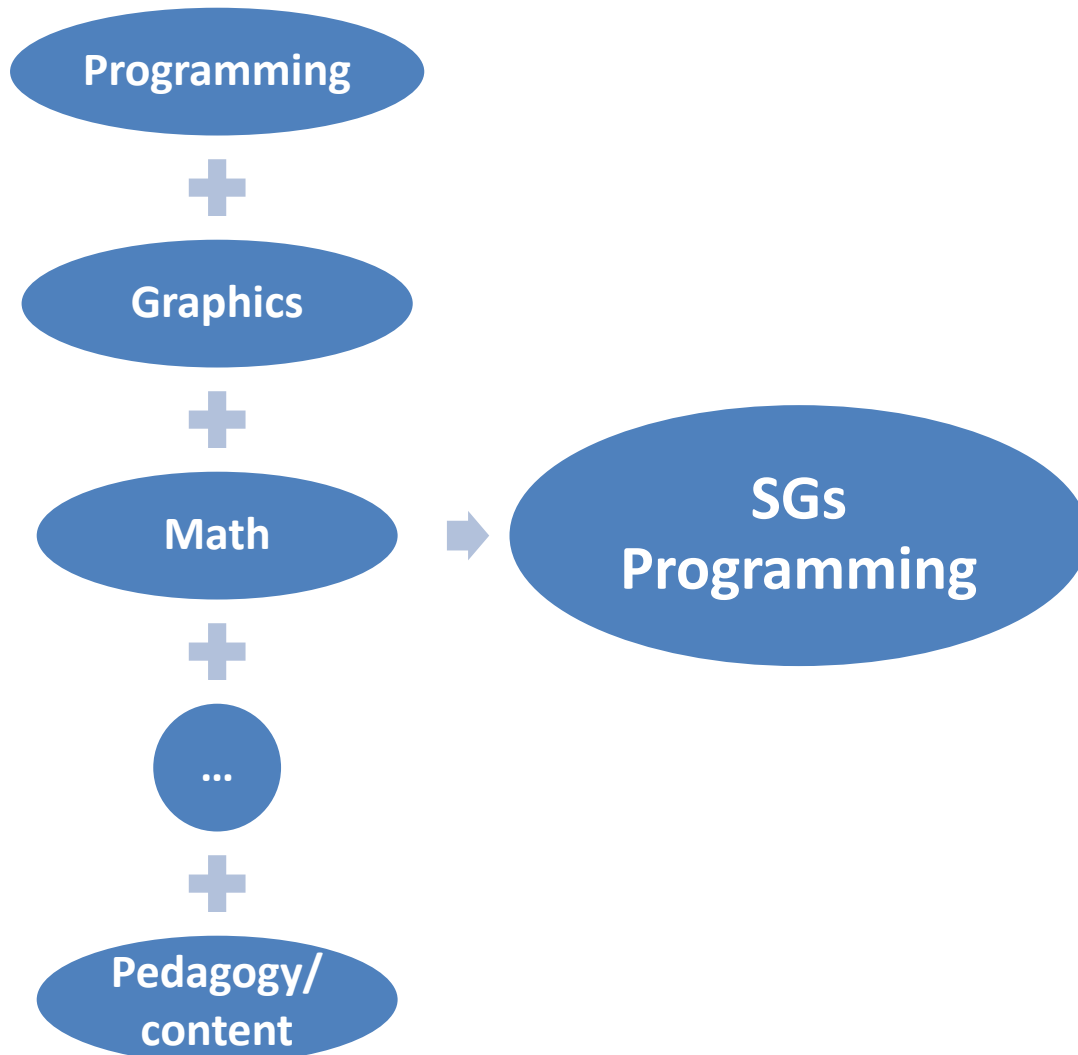 Programming
Graphics
Math
...
Pedagogy/
content
SGs
Programming